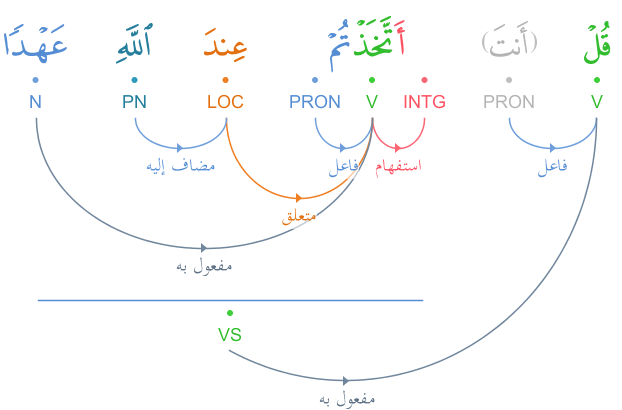 قُلْ (أَنتَ) أَتَّخَذْتُمْ عِندَ ٱللَّهِ عَهْدًا
V PRON INTG V PRON LOC PN N
فاعل استفهام فاعل مضاف إليه
متعلق
مفعول به
VS
مفعول به